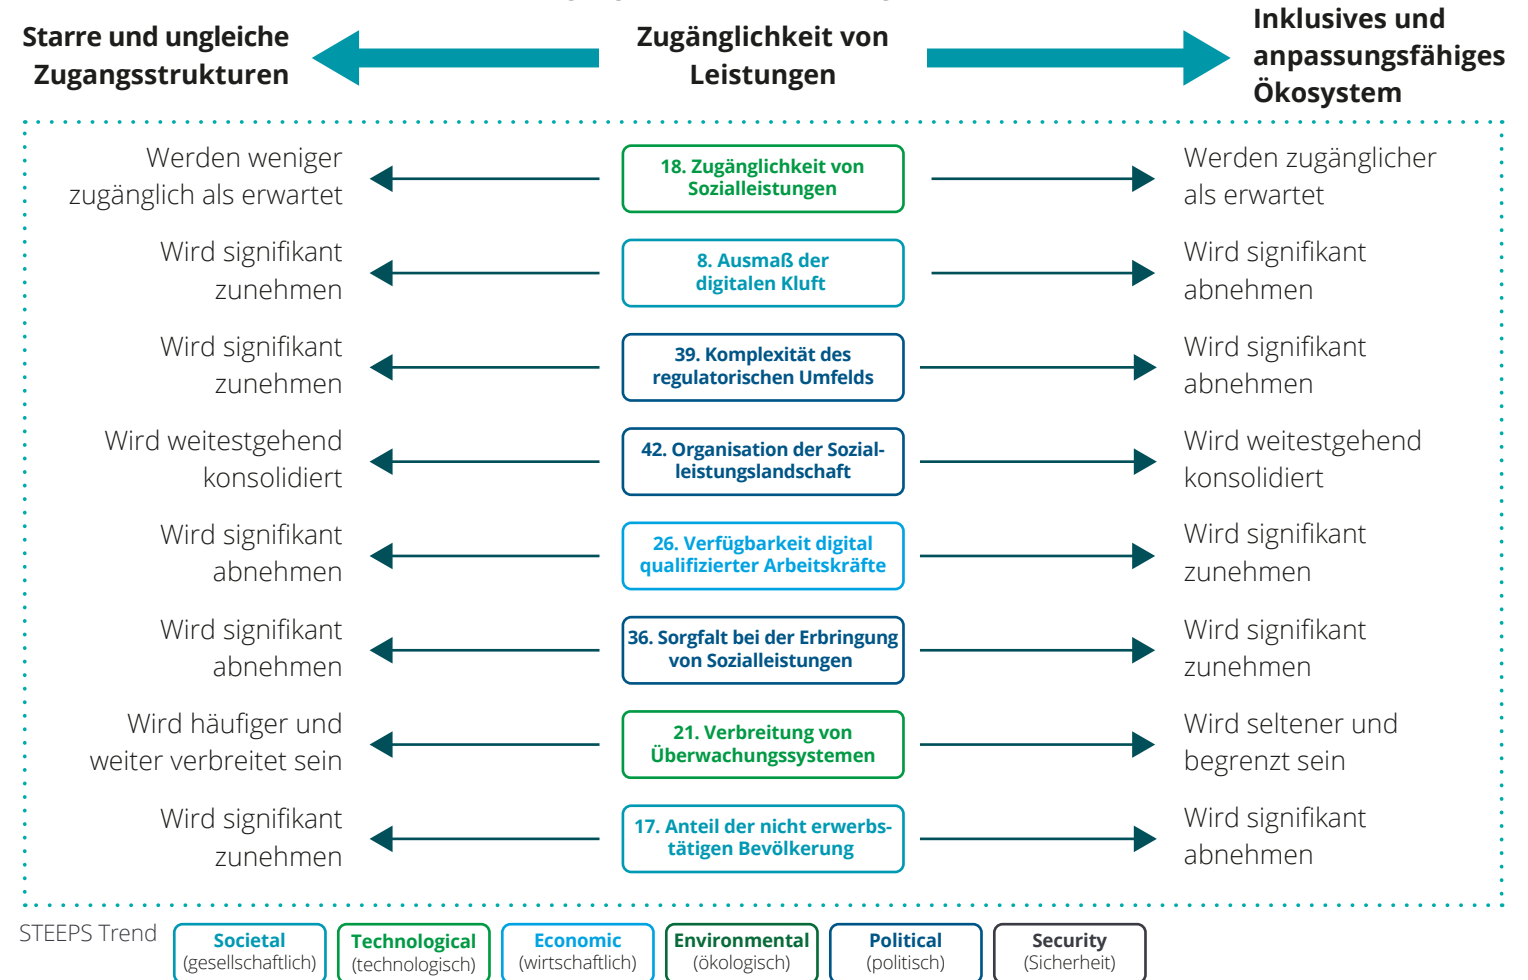 Starre und ungleiche
Zugangsstrukturen
Zugänglichkeit von
Leistungen
Inklusives und
anpassungsfähiges
Ökosystem
Werden weniger
zugänglich als erwartet
18. Zugänglichkeit von
Sozialleistungen
Werden zugänglicher
als erwartet
Wird signifikant
zunehmen
8. Ausmaß der
digitalen Kluft
Wird signifikant
abnehmen
Wird signifikant
zunehmen
39. Komplexität des
regulatorischen Umfelds
Wird signifikant
abnehmen
Wird weitestgehend
konsolidiert
42. Organisation der Sozial-
leistungslandschaft
Wird weitestgehend
konsolidiert
Wird signifikant
abnehmen
26. Verfügbarkeit digital
qualifizierter Arbeitskräfte
Wird signifikant
zunehmen
Wird signifikant
abnehmen
36. Sorgfalt bei der Erbringung
von Sozialleistungen
Wird signifikant
zunehmen
Wird häufiger und
weiter verbreitet sein
21. Verbreitung von
Überwachungssystemen
Wird seltener und
begrenzt sein
Wird signifikant
zunehmen
17. Anteil der nicht erwerbs-
tätigen Bevölkerung
Wird signifikant
abnehmen
STEEPS Trend
Societal
(gesellschaftlich)
Technological
(technologisch)
Economic
(wirtschaftlich)
Environmental
(ökologisch)
Political
(politisch)
Security
(Sicherheit)